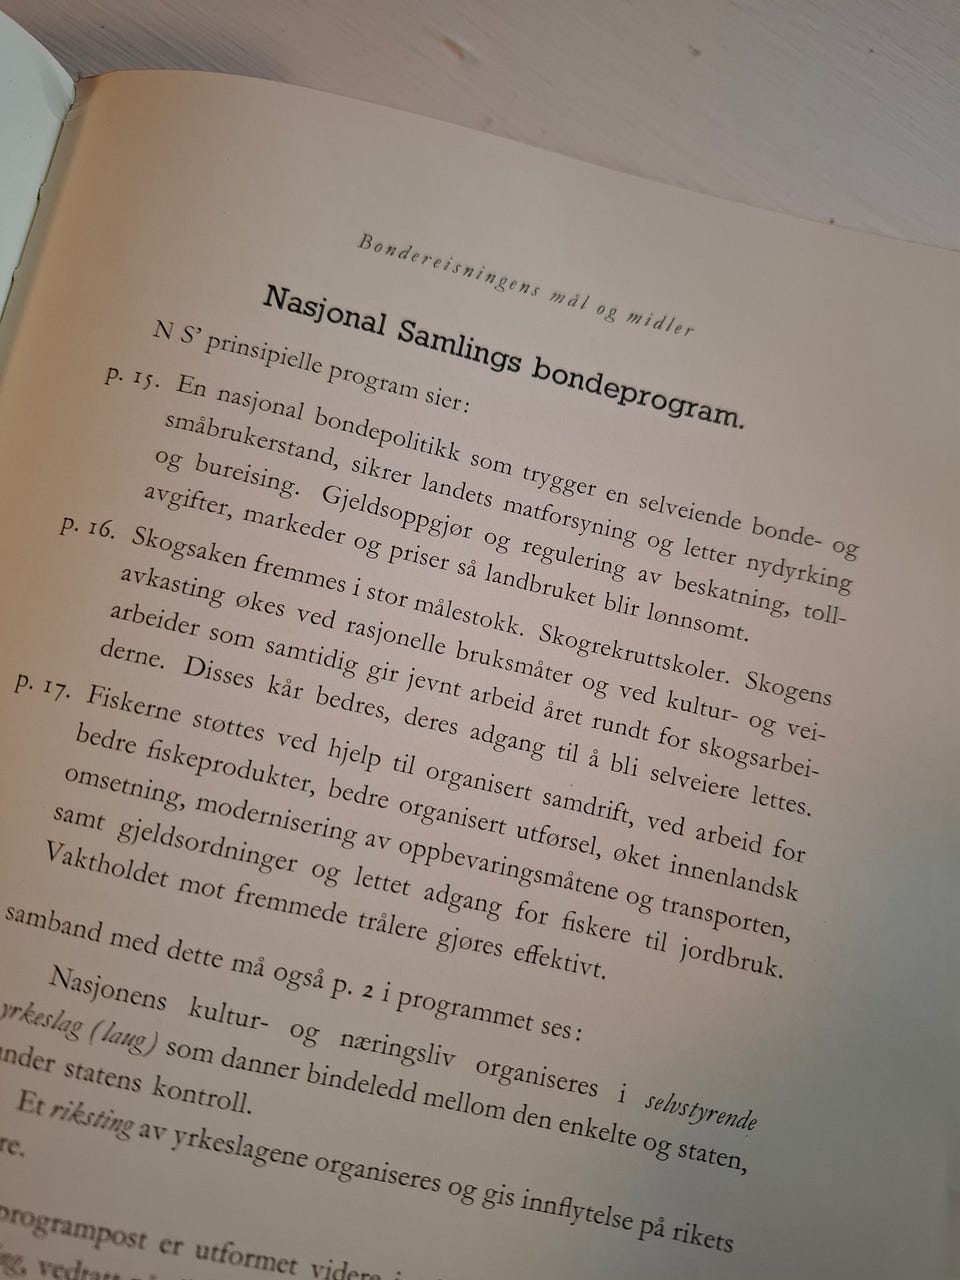 Bondereisningens mål og midler
Nasjonal Samlings bondeprogram.
N S' prinsipielle program sier:
p. 15. En nasjonal bondepolitikk som trygger en selveiende bonde- og
småbrukerstand, sikrer landets matforsyning og letter nydyrking
og bureising. Gjeldsoppgjør og regulering av beskatning, toll-
avgifter, markeder og priser så landbruket blir lønnsomt.
p. 16. Skogsaken fremmes i stor målestokk. Skogrekruttskoler. Skogens
avkasting økes ved rasjonelle bruksmåter og ved kultur- og vei-
arbeider som samtidig gir jevnt arbeid året rundt for skogsarbei-
derne. Disses kår bedres, deres adgang til å bli selveiere lettes.
p. 17. Fiskerne støttes ved hjelp til organisert samdrift, ved arbeid for
bedre fiskeprodukter, bedre organisert utførsel, øket innenlandsk
omsetning, modernisering av oppbevaringsmåtene og transporten,
samt gjeldsordninger og lettet adgang for fiskere til jordbruk.
Vaktholdet mot fremmede trålere gjøres effektivt.
samband med dette må også p. 2 i programmet ses:
Nasjonens kultur- og næringsliv organiseres i selvstyrende
yrkeslag (laug) som danner bindeledd mellom den enkelte og staten,
under statens kontroll.
Et riksting av yrkeslagene organiseres og gis innflytelse på rikets
re.
programpost er utformet videre